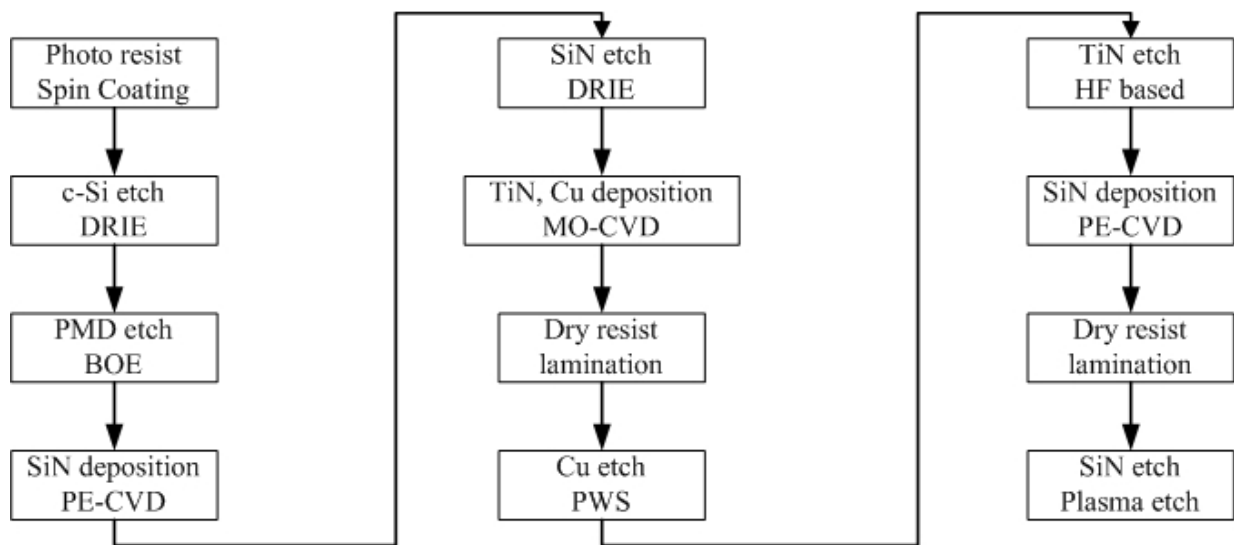 Photo resist
Spin Coating
c-Si etch
DRIE
PMD etch
BOE
SiN deposition
PE-CVD
SiN etch
DRIE
TiN, Cu deposition
MO-CVD
Dry resist
lamination
Cu etch
PWS
TiN etch
HF based
SiN deposition
PE-CVD
Dry resist
lamination
SiN etch
Plasma etch